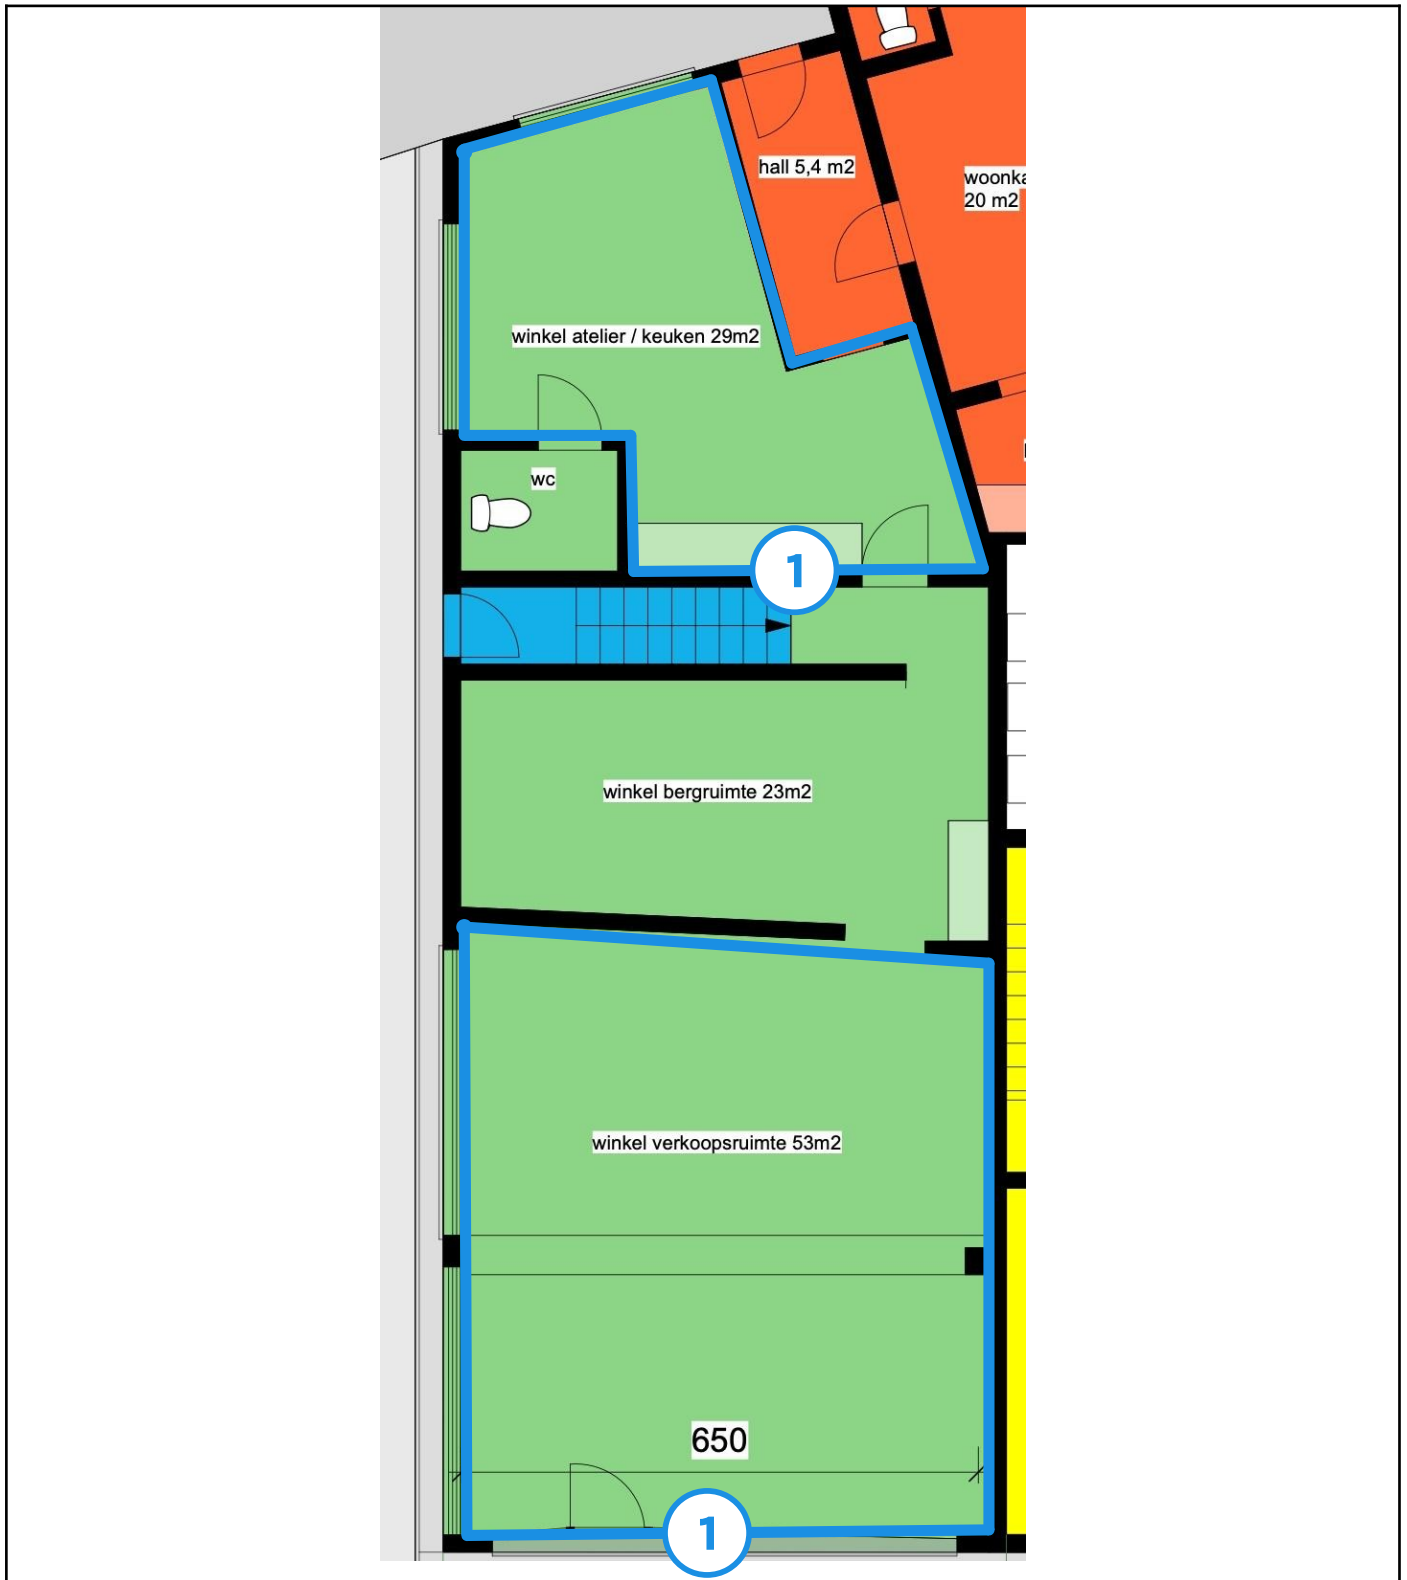 hall 5,4 m2
woonka
20 m2
winkel atelier / keuken 29m2
wc
1
winkel bergruimte 23m2
winkel verkoopsruimte 53m2
650
1